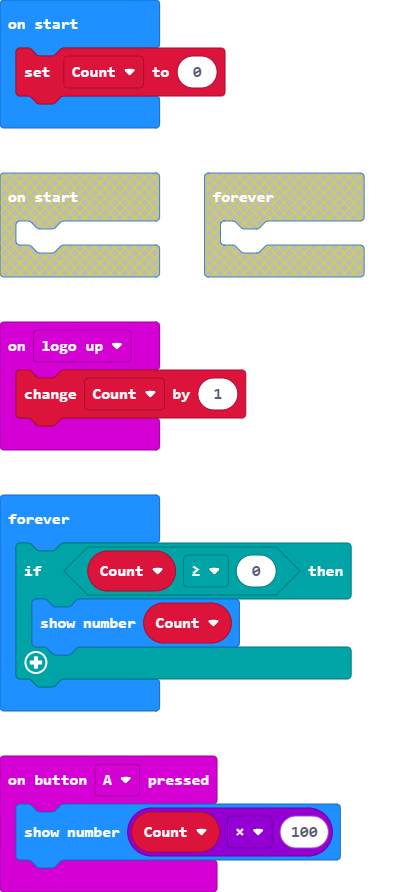 on start
set Count to 0
on start forever
on logo up
change Count by 1
forever
if Count ≥ 0 then
show number Count
on button A pressed
show number Count × 100